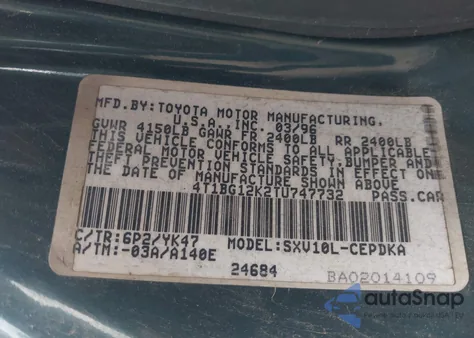 MFD.BY:TOYOTA MOTOR MANUFACTURING.
U.S.A., INC. 03/96
GVWR 4150LB GAWR FR 2400LB RR 2400LB
THIS VEHICLE CONFORMS TO ALL APPLICABLE
FEDERAL MOTOR VEHICLE SAFETY, BUMPER AND
THEFT PREVENTION STANDARDS IN EFFECT ON
THE DATE OF MANUFACTURE SHOWN ABOVE.
4T1BG12K2TU747732 PASS.CAR
C/TR:6P2/YK47 MODEL:SXV10L-CEPDKA
A/TM:-03A/A140E
24684 BA02014109
autoSnap